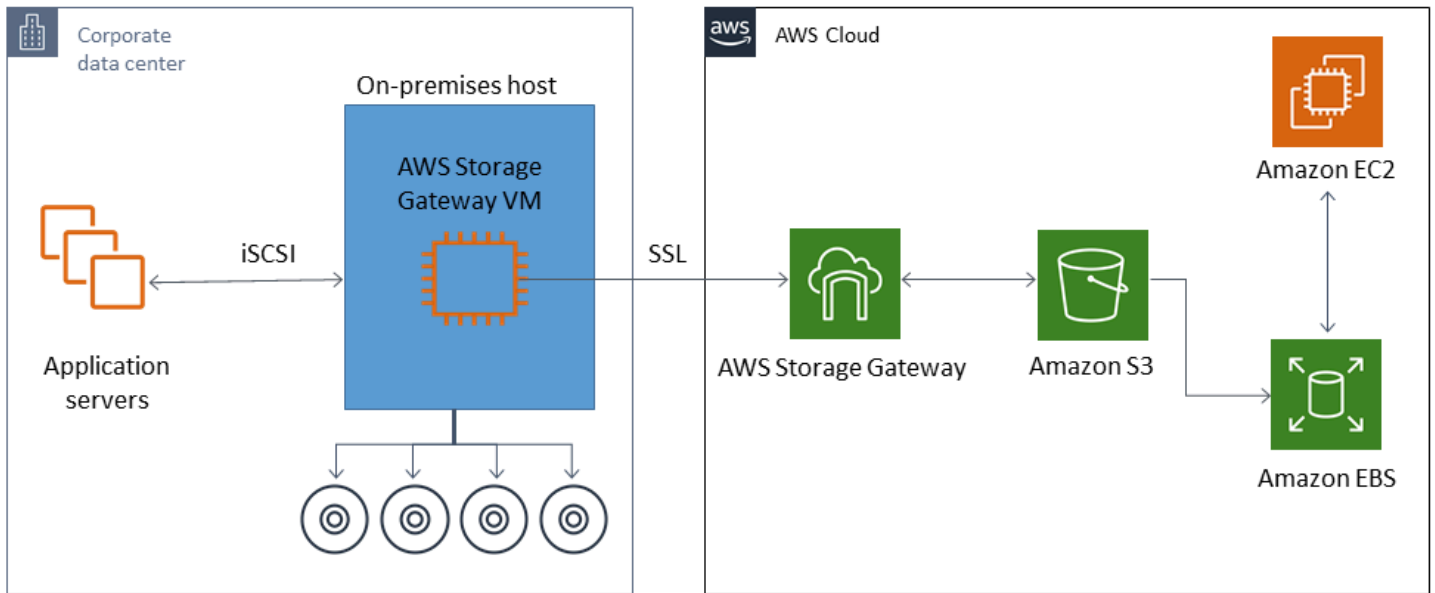 Corporate
data center
aws
AWS Cloud
On-premises host
Amazon EC2
AWS Storage
Gateway VM
iSCSI
SSL
Application
servers
AWS Storage Gateway
Amazon S3
Amazon EBS